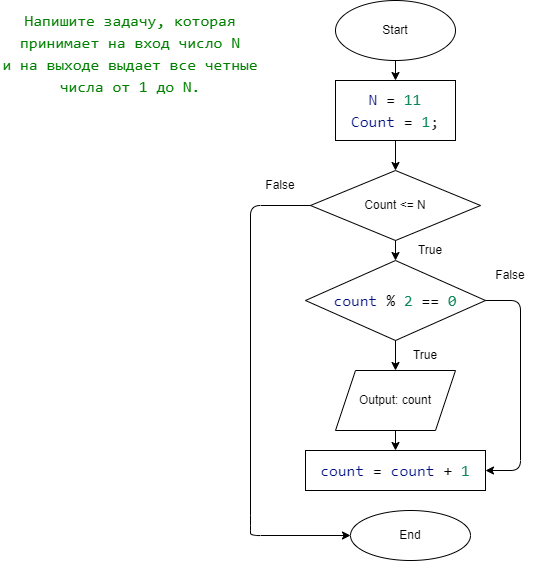 Напишите задачу, которая
принимает на вход число N
и на выходе выдает все четные
числа от 1 до N.
Start
N = 11
Count = 1;
False
Count <= N
True
False
count % 2 == 0
True
Output: count
count = count + 1
End